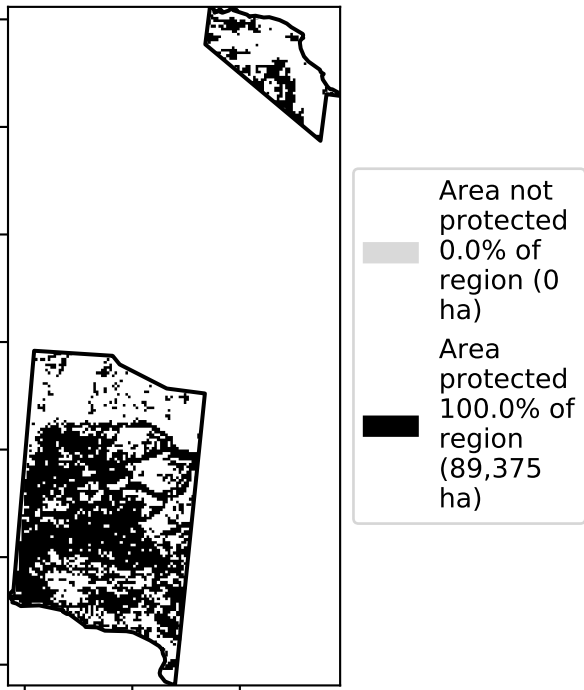 Area not
protected
0.0% of
region (0
ha)
Area
protected
100.0% of
region
(89,375
ha)